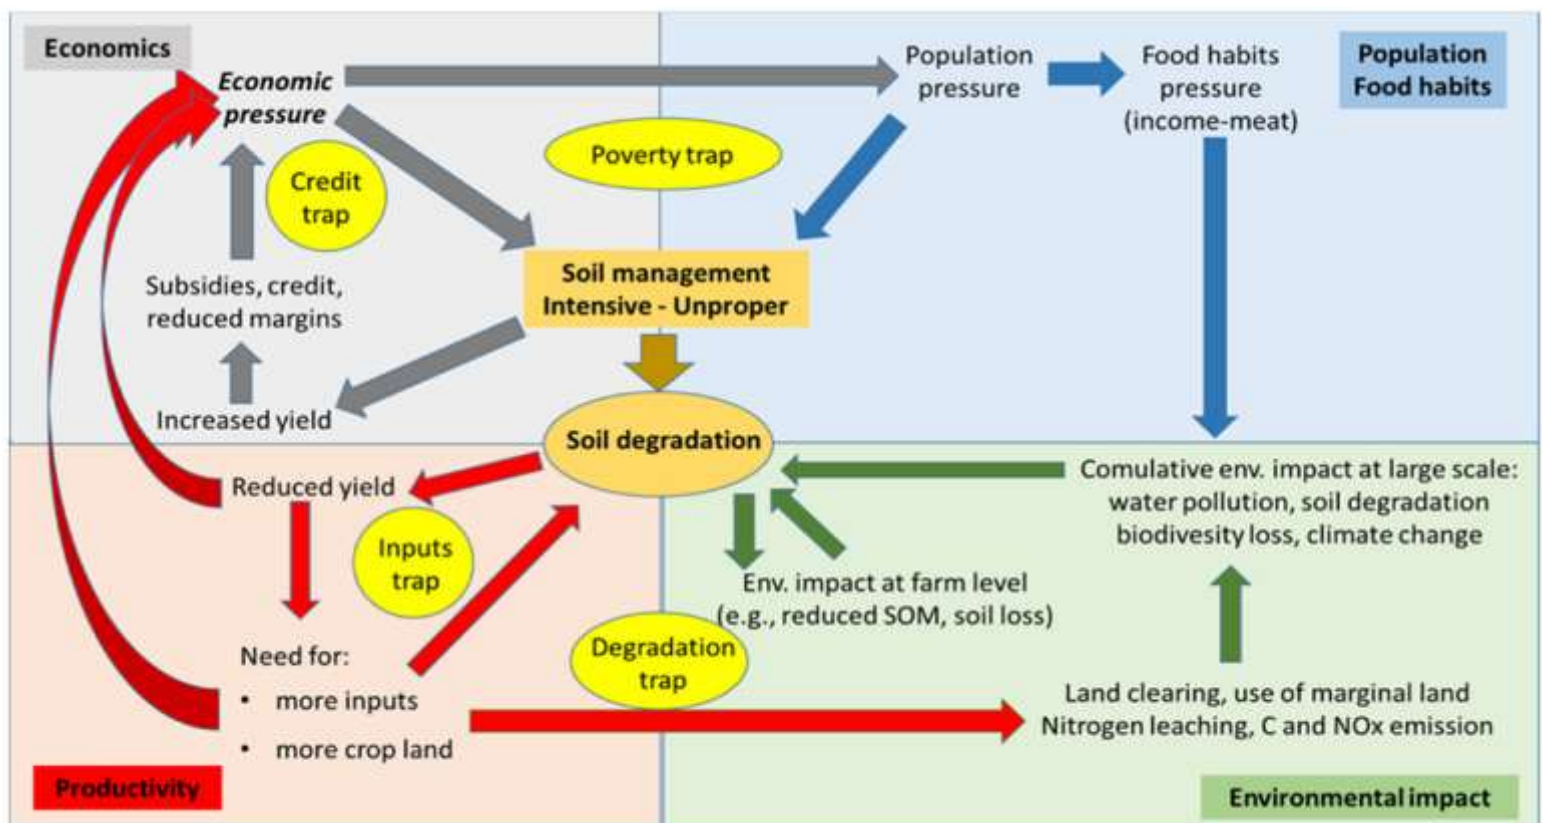 Economics
Economic
pressure
Population
pressure
Food habits
pressure
(income-meat)
Population
Food habits
Poverty trap
Credit
trap
Soil management
Intensive - Unproper
Subsidies, credit,
reduced margins
Increased yield
Soil degradation
Reduced yield
Comulative env. impact at large scale:
water pollution, soil degradation
biodivesity loss, climate change
Inputs
trap
Env. impact at farm level
(e.g., reduced SOM, soil loss)
Need for:
• more inputs
• more crop land
Degradation
trap
Land clearing, use of marginal land
Nitrogen leaching, C and NOx emission
Productivity
Environmental impact